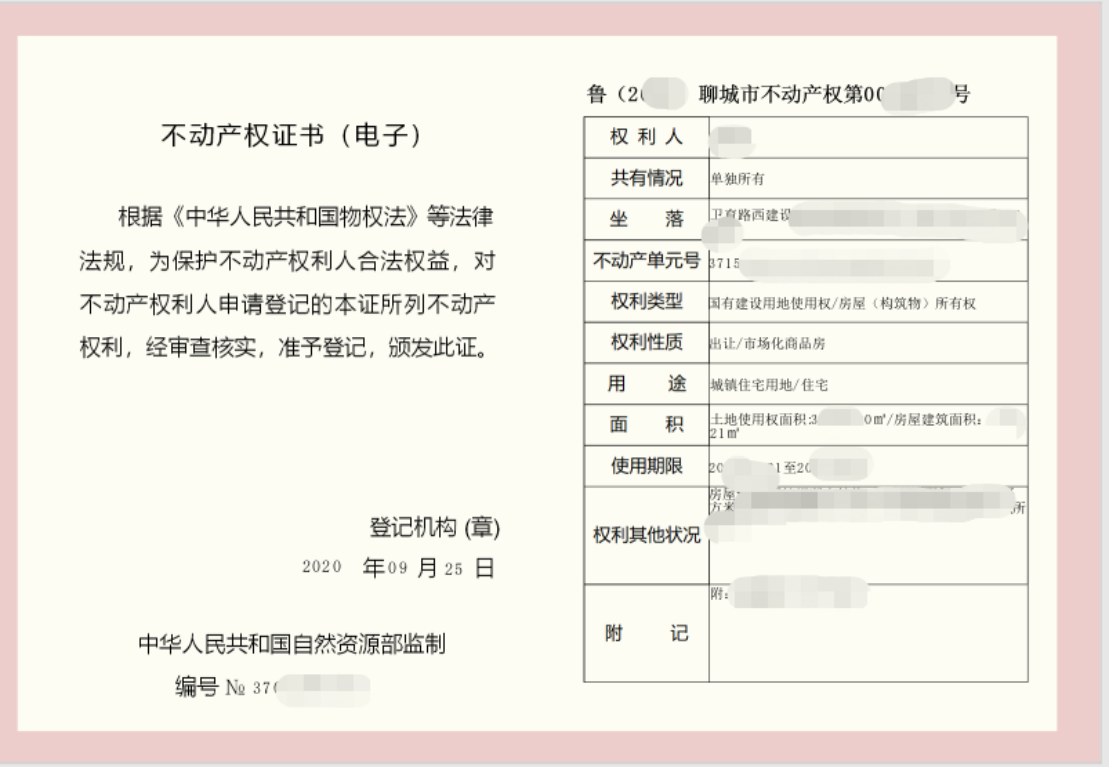 不动产权证书（电子）
根据《中华人民共和国物权法》等法律
法规，为保护不动产权利人合法权益，对
不动产权利人申请登记的本证所列不动产
权利，经审查核实，准予登记，颁发此证。
登记机构 (章)
2020 年 09 月 25 日
中华人民共和国自然资源部监制
编号 № 37
鲁（20 聊城市不动产权第00 号
权利人
共有情况 单独所有
坐 落 卫育路西建设
不动产单元号 3715
权利类型 国有建设用地使用权/房屋（构筑物）所有权
权利性质 出让/市场化商品房
用 途 城镇住宅用地/住宅
面 积 土地使用权面积:3 0㎡/房屋建筑面积:
21㎡
使用期限 20 1至20
权利其他状况 房屋
方米 所
附 记 附: